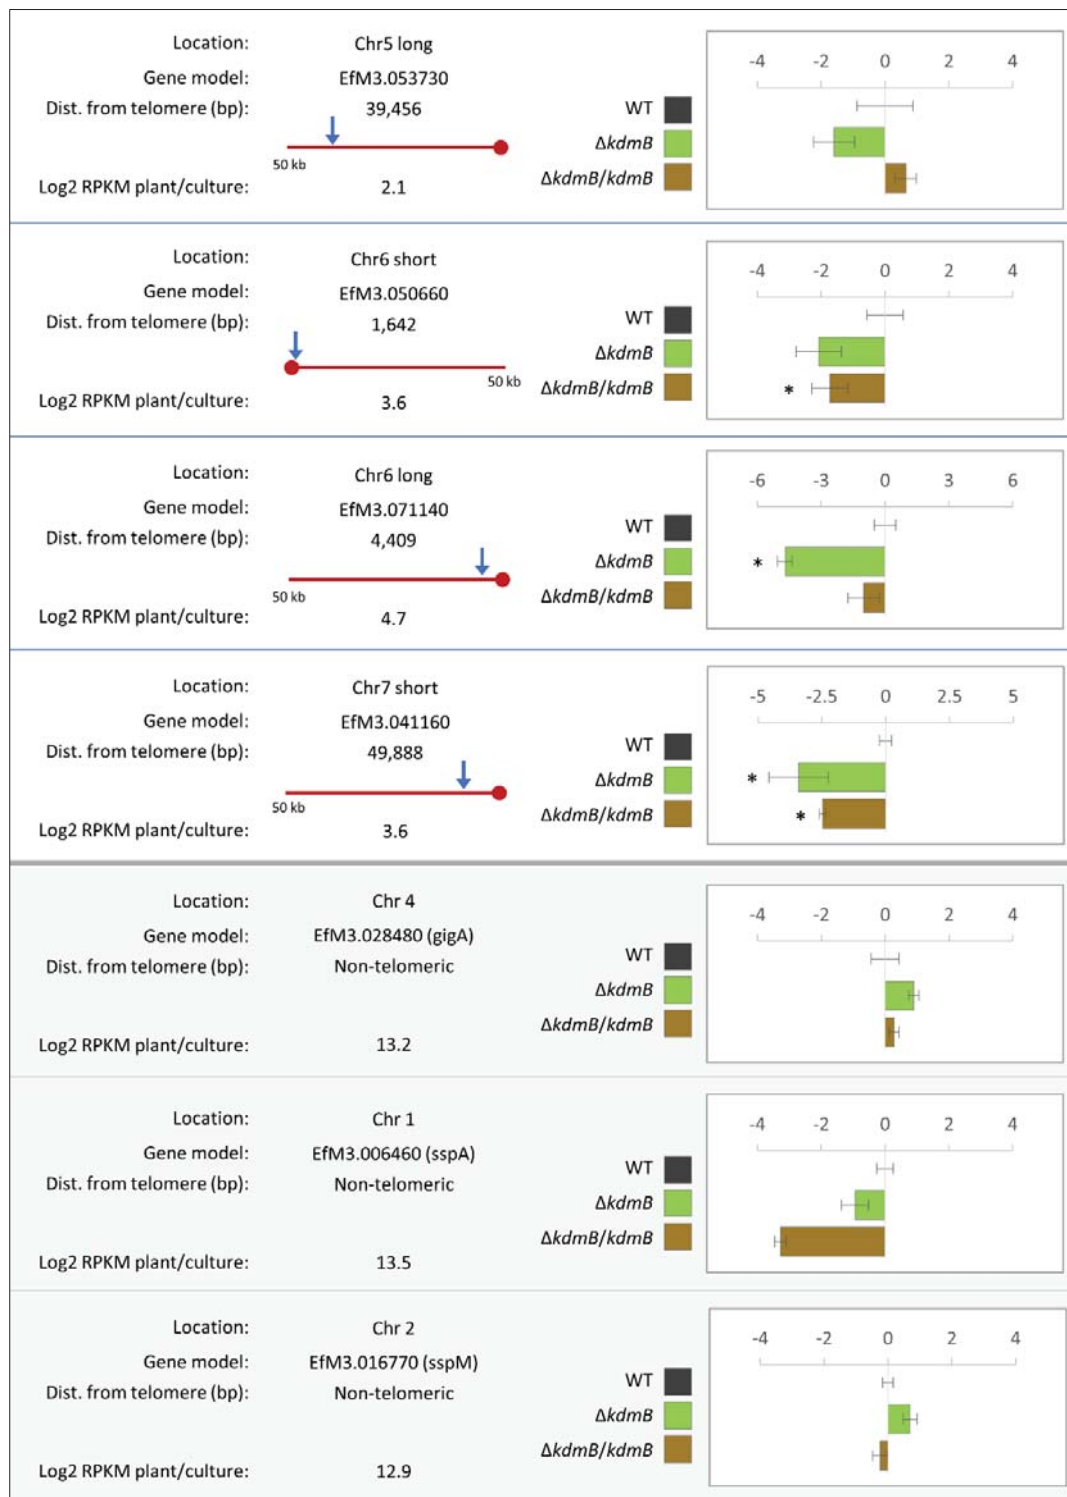 Location: Chr5 long
Gene model: EfM3.053730
Dist. from telomere (bp): 39,456
50 kb
Log2 RPKM plant/culture: 2.1
WT
ΔkdmB
ΔkdmB/kdmB
-4 -2 0 2 4
Location: Chr6 short
Gene model: EfM3.050660
Dist. from telomere (bp): 1,642
50 kb
Log2 RPKM plant/culture: 3.6
WT
ΔkdmB
ΔkdmB/kdmB
-4 -2 0 2 4
*
Location: Chr6 long
Gene model: EfM3.071140
Dist. from telomere (bp): 4,409
50 kb
Log2 RPKM plant/culture: 4.7
WT
ΔkdmB
ΔkdmB/kdmB
-6 -3 0 3 6
*
Location: Chr7 short
Gene model: EfM3.041160
Dist. from telomere (bp): 49,888
50 kb
Log2 RPKM plant/culture: 3.6
WT
ΔkdmB
ΔkdmB/kdmB
-5 -2.5 0 2.5 5
*
*
Location: Chr 4
Gene model: EfM3.028480 (gigA)
Dist. from telomere (bp): Non-telomeric
Log2 RPKM plant/culture: 13.2
WT
ΔkdmB
ΔkdmB/kdmB
-4 -2 0 2 4
Location: Chr 1
Gene model: EfM3.006460 (sspA)
Dist. from telomere (bp): Non-telomeric
Log2 RPKM plant/culture: 13.5
WT
ΔkdmB
ΔkdmB/kdmB
-4 -2 0 2 4
Location: Chr 2
Gene model: EfM3.016770 (sspM)
Dist. from telomere (bp): Non-telomeric
Log2 RPKM plant/culture: 12.9
WT
ΔkdmB
ΔkdmB/kdmB
-4 -2 0 2 4